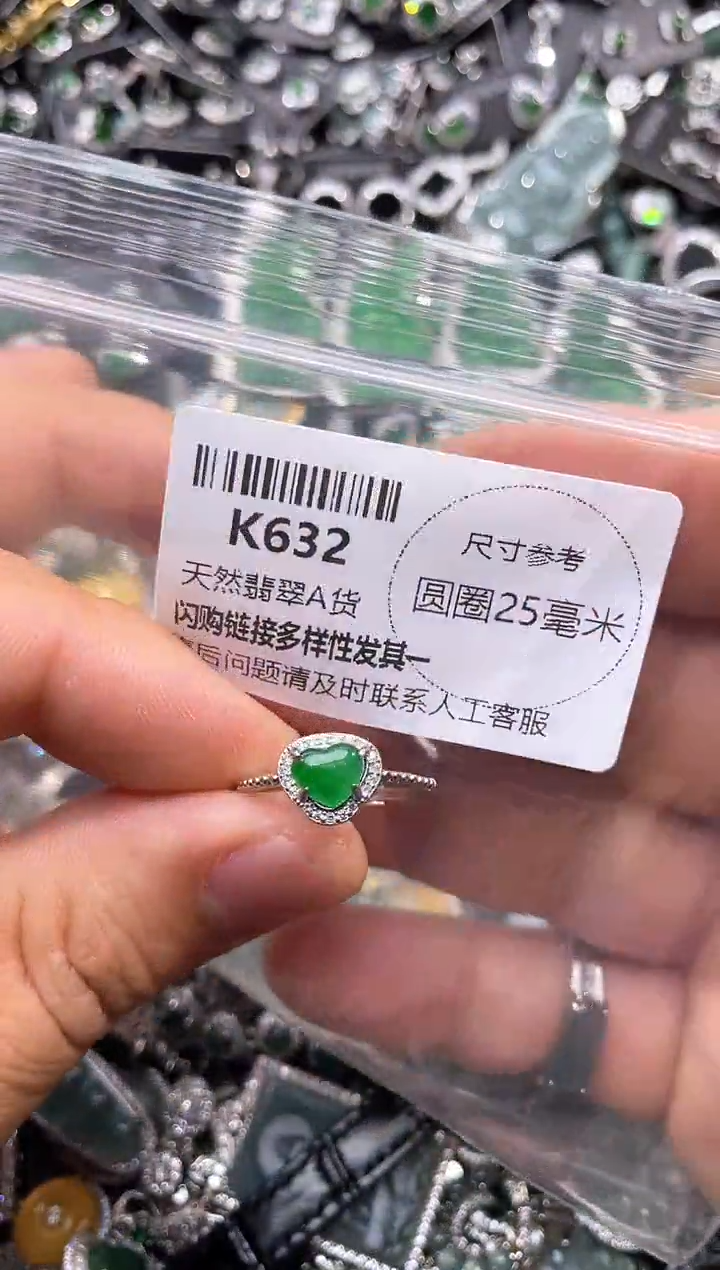 K632
天然翡翠A货
闪购链接多样性发其一
后问题请及时联系人工客服
尺寸参考
圆圈25毫米